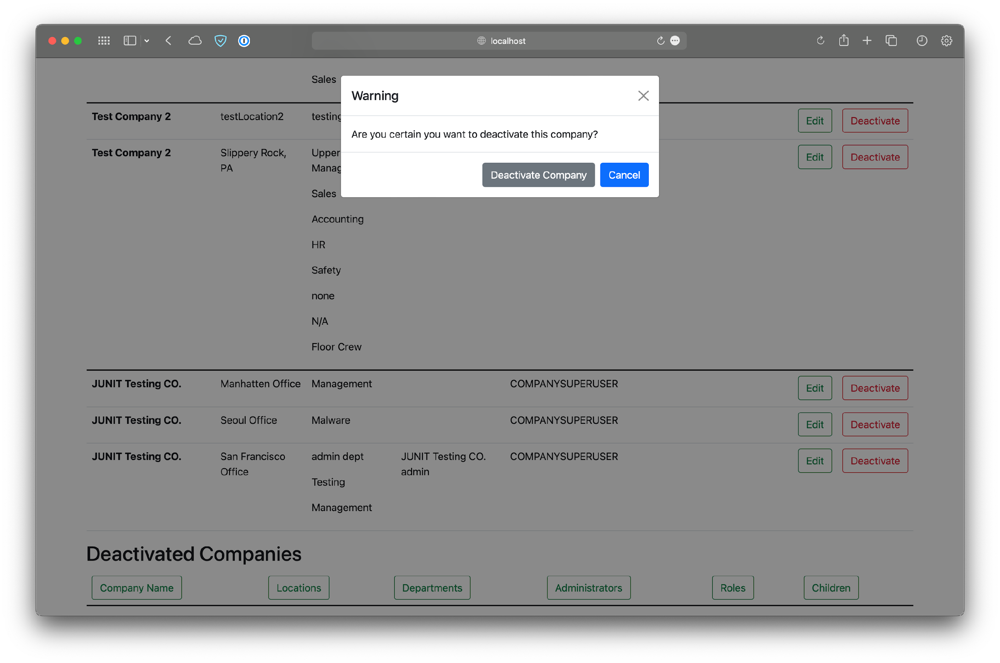 localhost
Sales
Warning
Are you certain you want to deactivate this company?
Deactivate Company Cancel
Test Company 2 testLocation2 testing Edit Deactivate
Test Company 2 Slippery Rock, Upper Edit Deactivate
PA
Sales
Accounting
HR
Safety
none
N/A
Floor Crew
JUNIT Testing CO. Manhatten Office Management COMPANYSUPERUSER Edit Deactivate
JUNIT Testing CO. Seoul Office Malware COMPANYSUPERUSER Edit Deactivate
JUNIT Testing CO. San Francisco admin dept JUNIT Testing CO. COMPANYSUPERUSER Edit Deactivate
Office admin
Testing
Management
Deactivated Companies
Company Name Locations Departments Administrators Roles Children